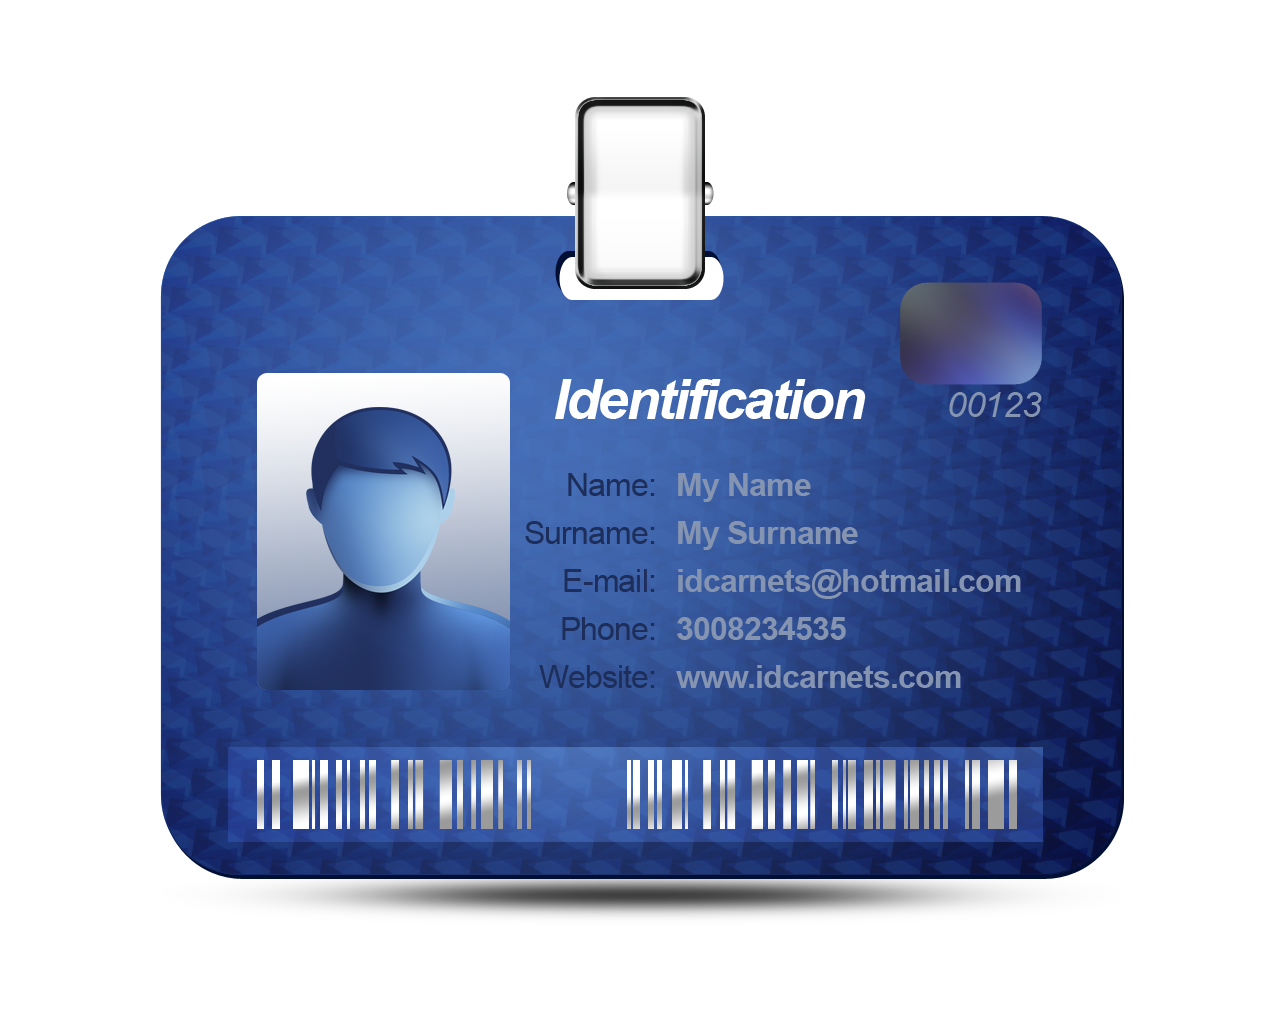 Identification
00123
Name: My Name
Surname: My Surname
E-mail: idcarnets@hotmail.com
Phone: 3008234535
Website: www.idcarnets.com